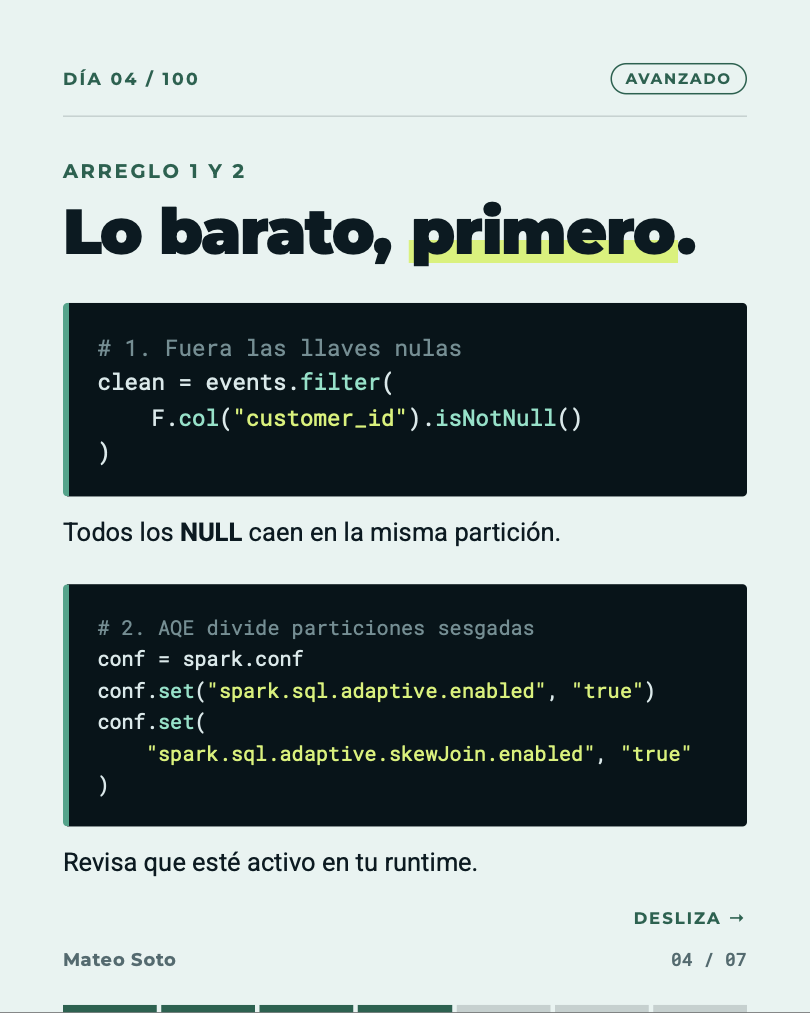 DÍA 04 / 100
AVANZADO
ARREGLO 1 Y 2
Lo barato, primero.
# 1. Fuera las llaves nulas
clean = events.filter(
    F.col("customer_id").isNotNull()
)
Todos los NULL caen en la misma partición.
# 2. AQE divide particiones sesgadas
conf = spark.conf
conf.set("spark.sql.adaptive.enabled", "true")
conf.set(
    "spark.sql.adaptive.skewJoin.enabled", "true"
)
Revisa que esté activo en tu runtime.
DESLIZA →
Mateo Soto
04 / 07